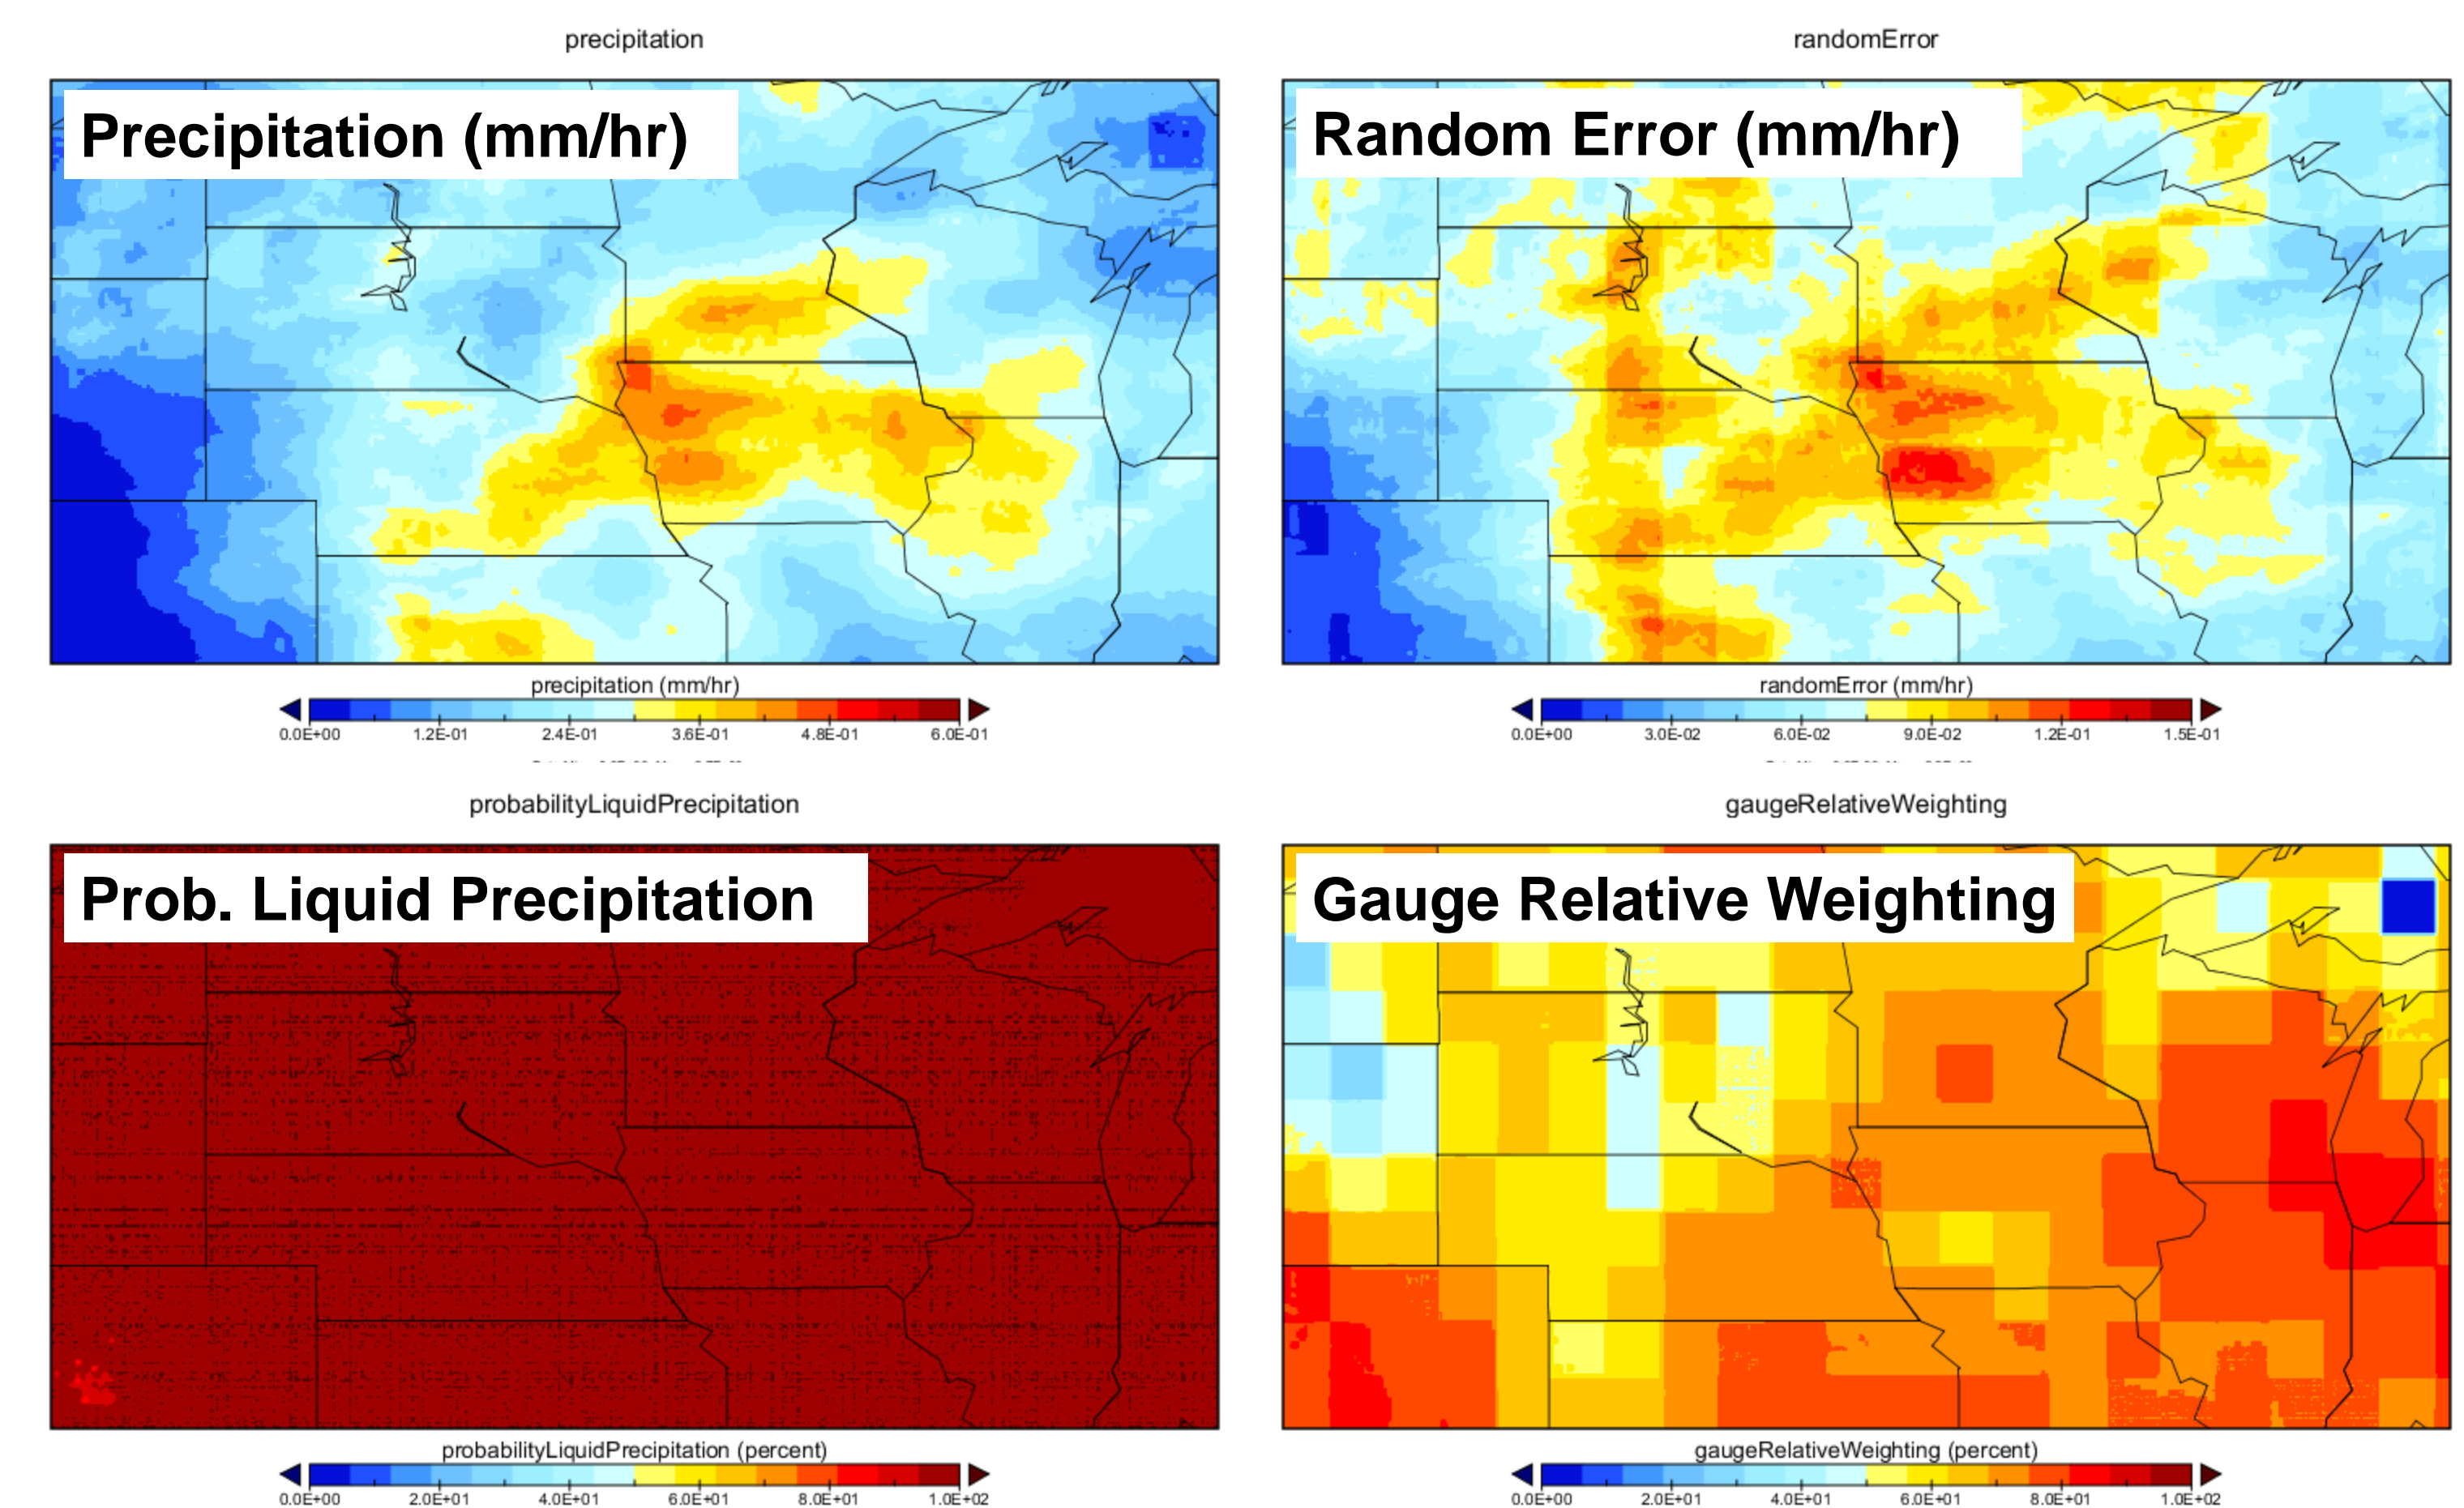 precipitation
Precipitation (mm/hr)
precipitation (mm/hr)
0.0E+00 1.2E-01 2.4E-01 3.6E-01 4.8E-01 6.0E-01
randomError
Random Error (mm/hr)
randomError (mm/hr)
0.0E+00 3.0E-02 6.0E-02 9.0E-02 1.2E-01 1.5E-01
probabilityLiquidPrecipitation
Prob. Liquid Precipitation
probabilityLiquidPrecipitation (percent)
0.0E+00 2.0E+01 4.0E+01 6.0E+01 8.0E+01 1.0E+02
gaugeRelativeWeighting
Gauge Relative Weighting
gaugeRelativeWeighting (percent)
0.0E+00 2.0E+01 4.0E+01 6.0E+01 8.0E+01 1.0E+02